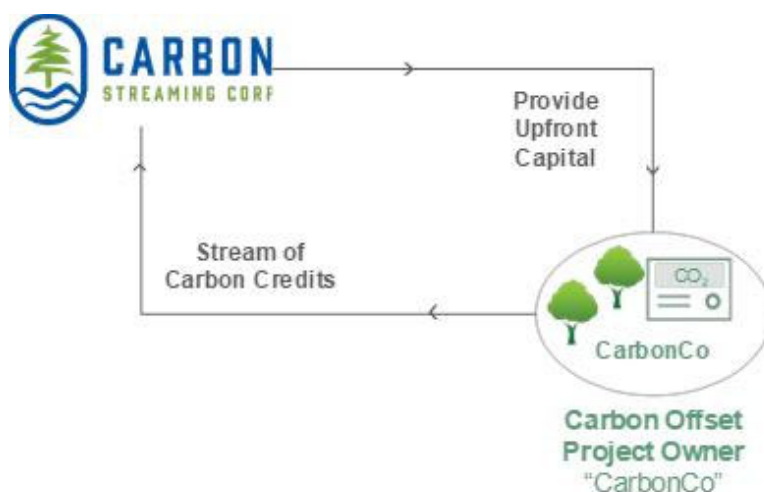 CARBON
STREAMING CORP
Provide
Upfront
Capital
Stream of
Carbon Credits
CO₂
CarbonCo
Carbon Offset
Project Owner
“CarbonCo”